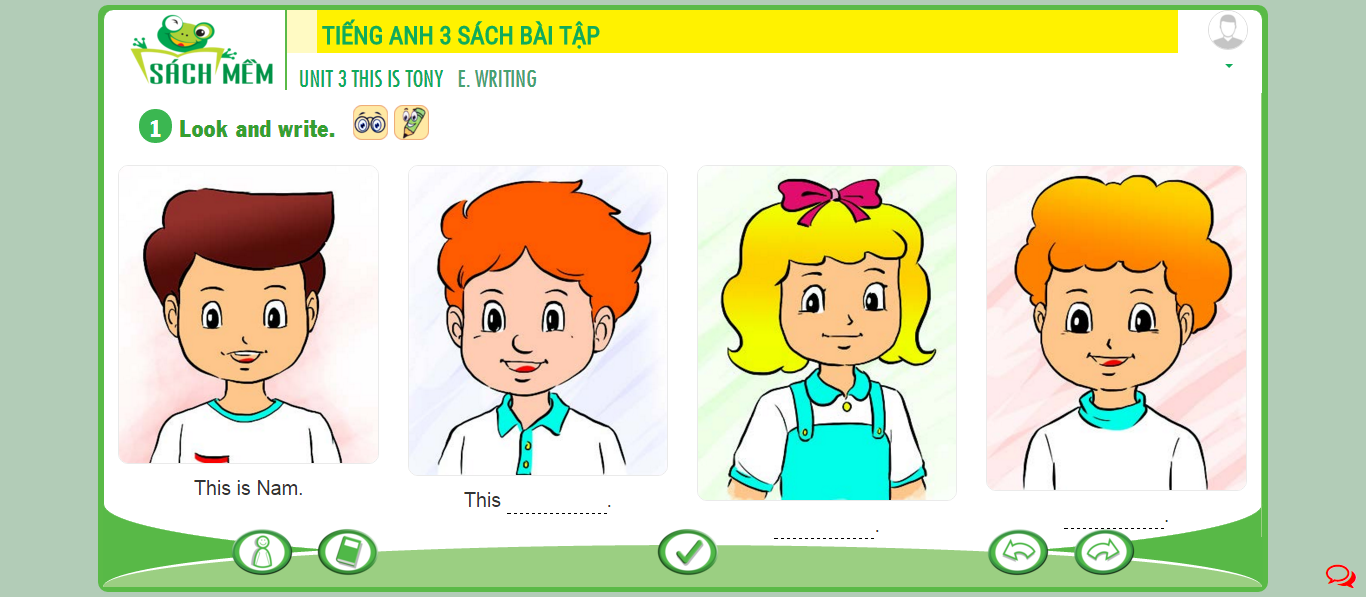 SÁCH MỀM
TIẾNG ANH 3 SÁCH BÀI TẬP
UNIT 3 THIS IS TONY E. WRITING
1 Look and write.
This is Nam.
This .
.
.